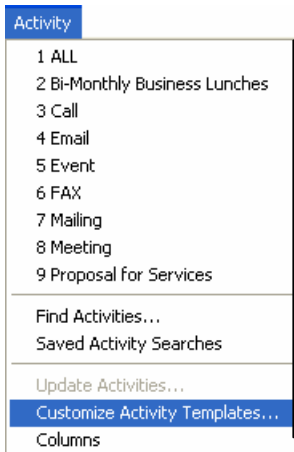 Activity
1 ALL
2 Bi-Monthly Business Lunches
3 Call
4 Email
5 Event
6 FAX
7 Mailing
8 Meeting
9 Proposal for Services
Find Activities...
Saved Activity Searches
Update Activities...
Customize Activity Templates...
Columns